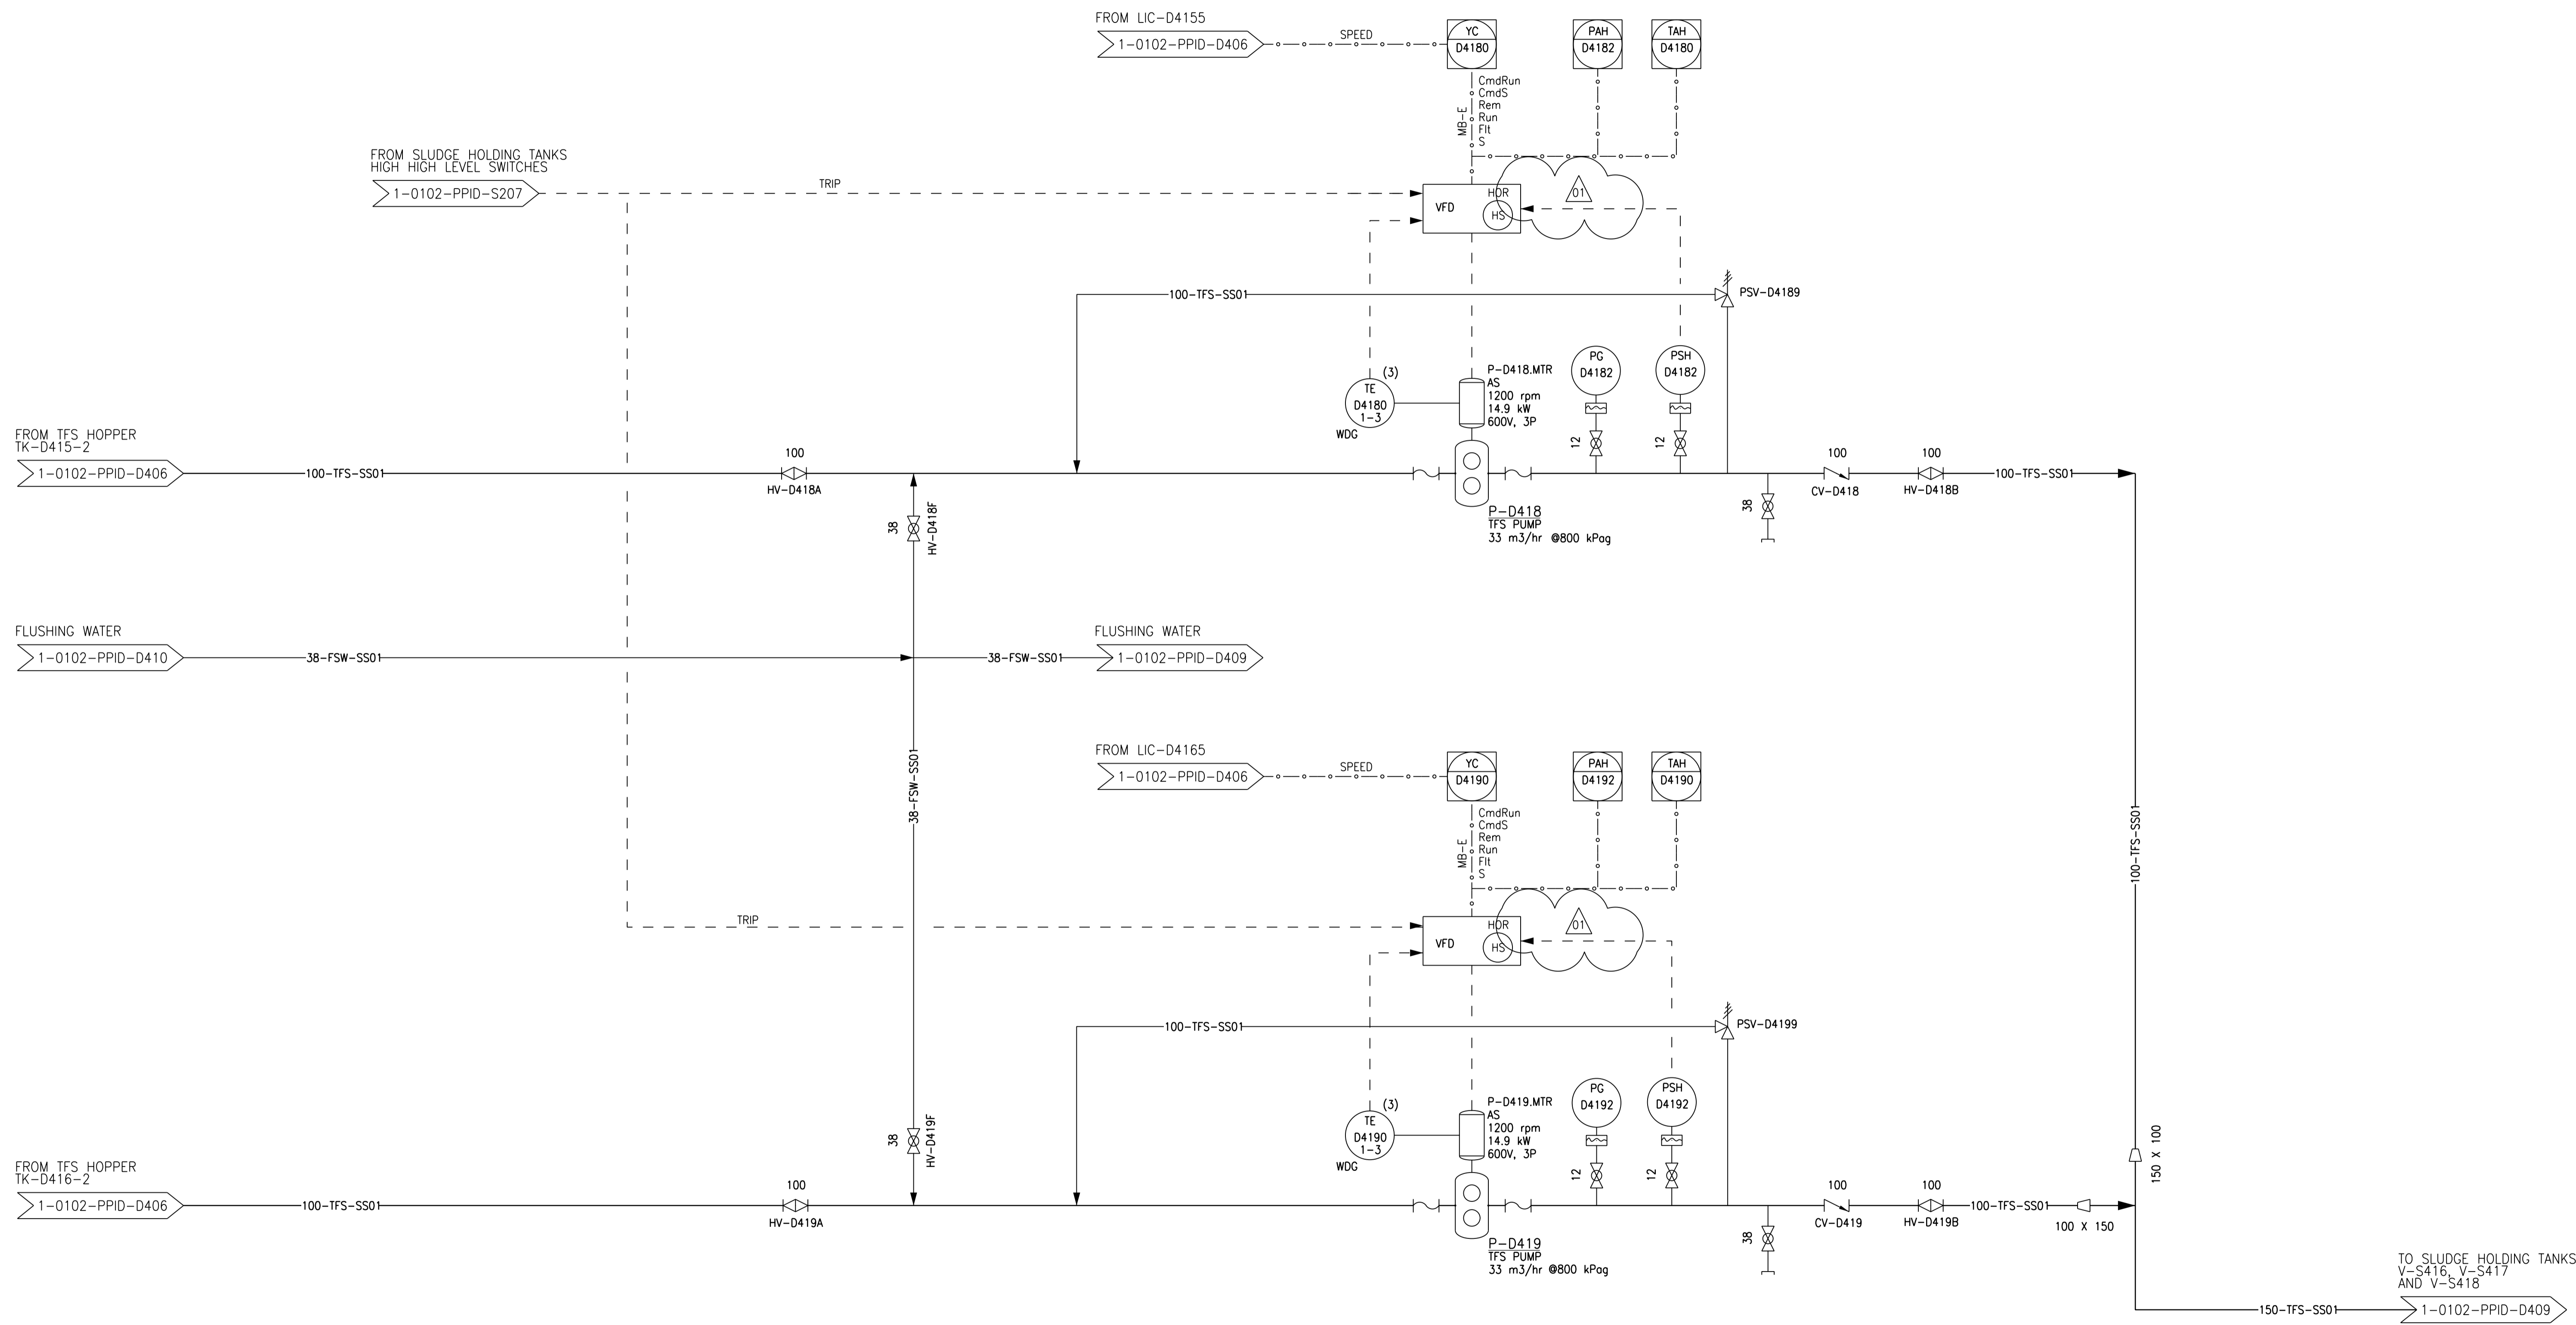 FROM LIC-D4155
1-0102-PPID-D406
SPEED
YC
D4180
PAH
D4182
TAH
D4180
CmdRun
CmdS
Rem
Run
Flt
S
MB-E
FROM SLUDGE HOLDING TANKS
HIGH HIGH LEVEL SWITCHES
1-0102-PPID-S207
TRIP
VFD
HOR
HS
01
100-TFS-SS01
PSV-D4189
(3)
TE
D4180
1-3
WDG
P-D418.MTR
AS
1200 rpm
14.9 kW
600V, 3P
PG
D4182
PSH
D4182
12
12
FROM TFS HOPPER
TK-D415-2
1-0102-PPID-D406
100-TFS-SS01
100
HV-D418A
100
CV-D418
100
HV-D418B
100-TFS-SS01
38
HV-D418F
P-D418
TFS PUMP
33 m3/hr @800 kPag
38
FLUSHING WATER
1-0102-PPID-D410
38-FSW-SS01
38-FSW-SS01
FLUSHING WATER
1-0102-PPID-D409
38-FSW-SS01
FROM LIC-D4165
1-0102-PPID-D406
SPEED
YC
D4190
PAH
D4192
TAH
D4190
CmdRun
CmdS
Rem
Run
Flt
S
MB-E
100-TFS-SS01
TRIP
VFD
HOR
HS
01
100-TFS-SS01
PSV-D4199
(3)
TE
D4190
1-3
WDG
P-D419.MTR
AS
1200 rpm
14.9 kW
600V, 3P
PG
D4192
PSH
D4192
12
12
38
HV-D419F
FROM TFS HOPPER
TK-D416-2
1-0102-PPID-D406
100-TFS-SS01
100
HV-D419A
100
CV-D419
100
HV-D419B
100-TFS-SS01
100 X 150
150 X 100
P-D419
TFS PUMP
33 m3/hr @800 kPag
38
TO SLUDGE HOLDING TANKS
V-S416, V-S417
AND V-S418
150-TFS-SS01
1-0102-PPID-D409